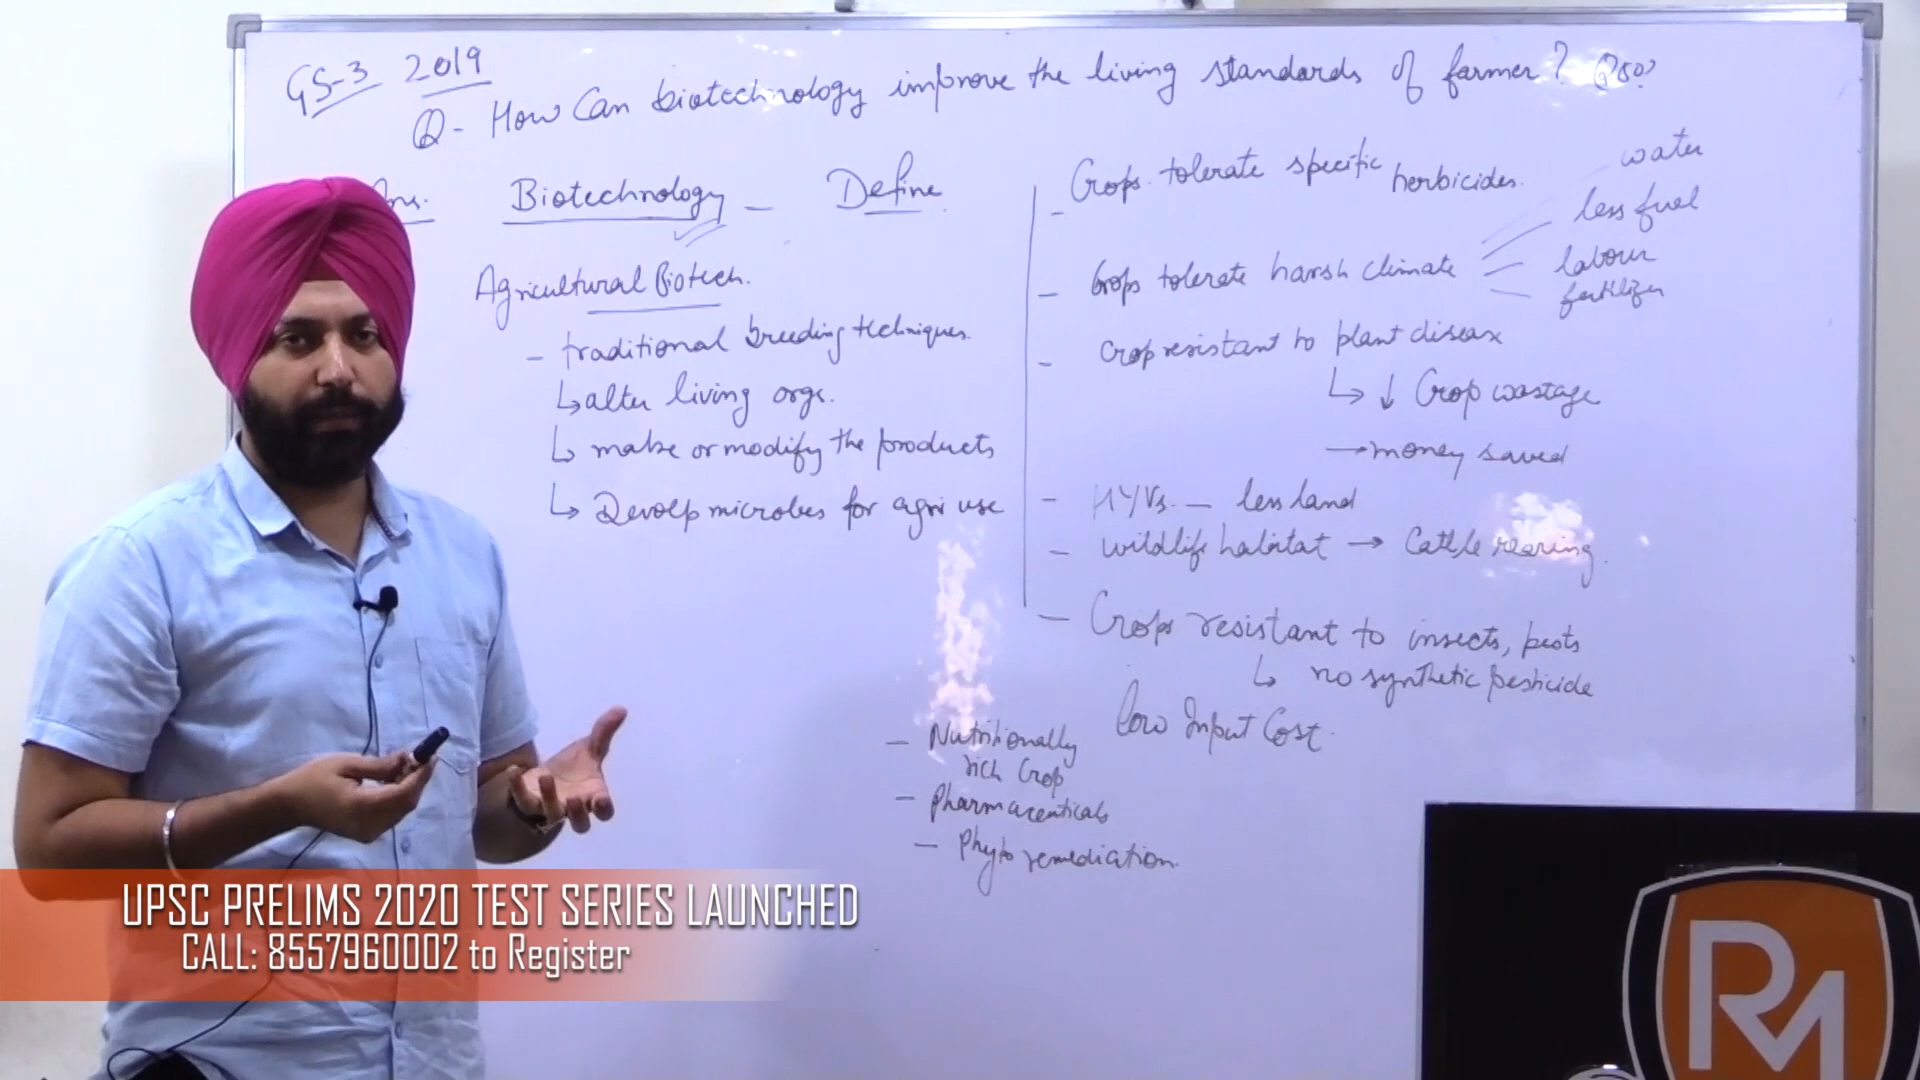 GS-3 2019
Q- How Can biotechnology improve the living standards of farmer?
Ans. Biotechnology - Define
Agricultural Biotech.
- traditional breeding techniques.
↳ alter living orgs.
↳ make or modify the products
↳ Devolp microbes for agri use
- Crops tolerate specific herbicides.
- Crops tolerate harsh climate
water
less fuel
labour
fertilizer
- Crop resistant to plant disease
↳ ↓ Crop wastage
→ money saved
- HYVs. - less land
- wildlife habitat → Cattle rearing
- Crops resistant to insects, pests
↳ no synthetic pesticide
Low Input Cost.
- Nutritionally
rich Crop
- Pharmaceuticals
- Phyto remediation.
UPSC PRELIMS 2020 TEST SERIES LAUNCHED
CALL: 8557960002 to Register
RM